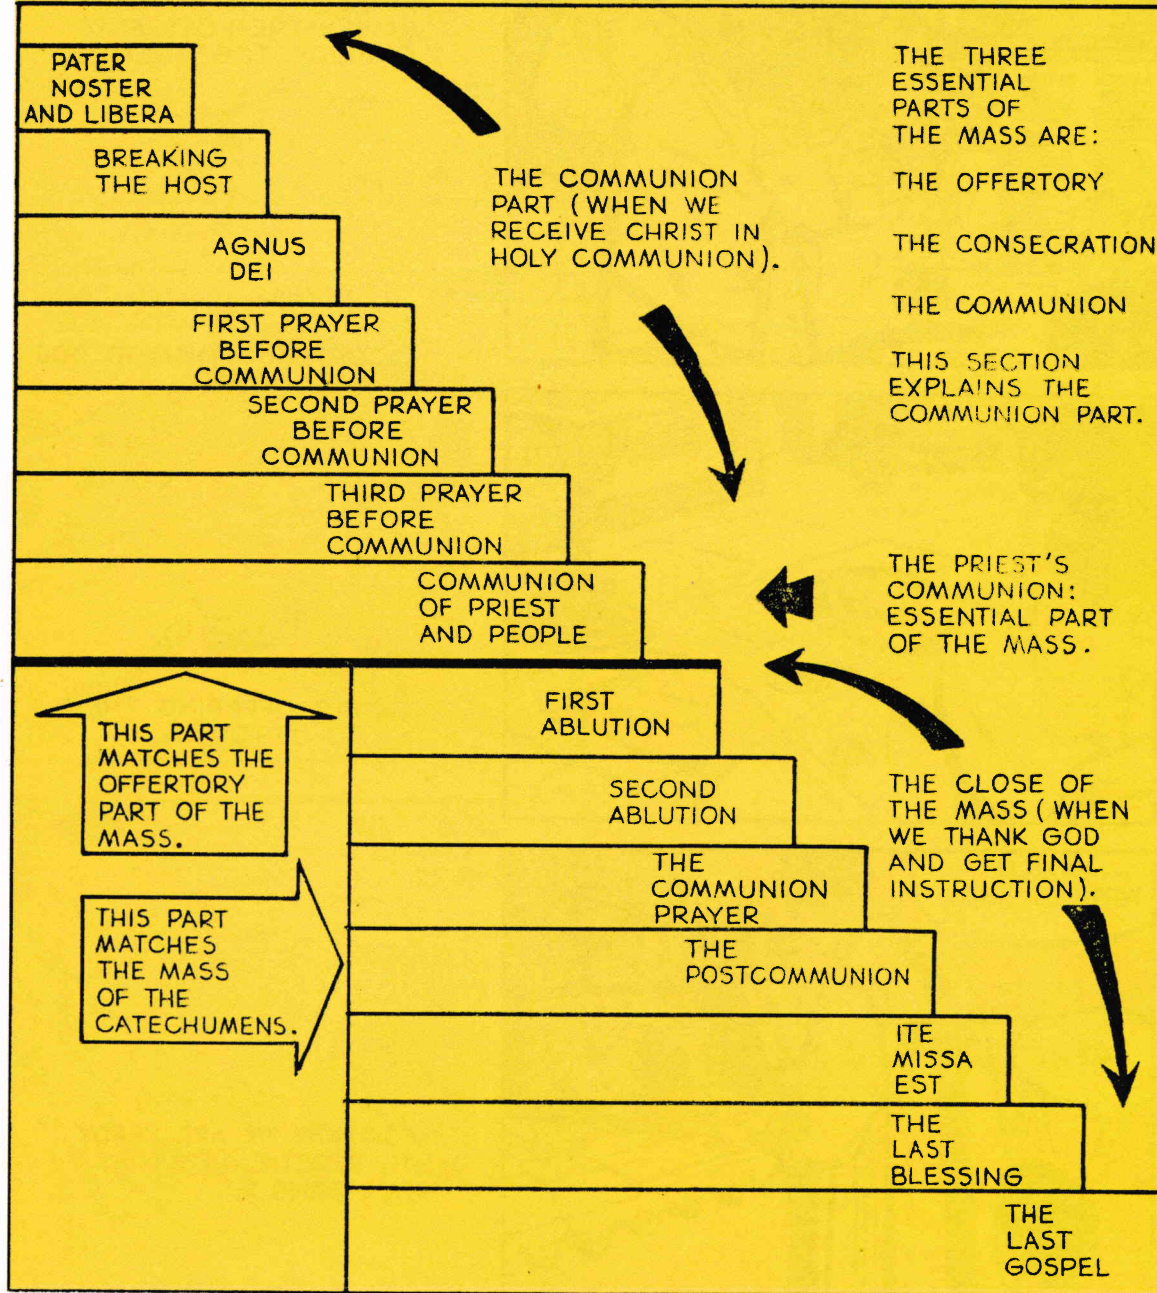 PATER
NOSTER
AND LIBERA
BREAKING
THE HOST
AGNUS
DEI
FIRST PRAYER
BEFORE
COMMUNION
SECOND PRAYER
BEFORE
COMMUNION
THIRD PRAYER
BEFORE
COMMUNION
COMMUNION
OF PRIEST
AND PEOPLE
THE COMMUNION
PART (WHEN WE
RECEIVE CHRIST IN
HOLY COMMUNION).
THE THREE
ESSENTIAL
PARTS OF
THE MASS ARE:
THE OFFERTORY
THE CONSECRATION
THE COMMUNION
THIS SECTION
EXPLAINS THE
COMMUNION PART.
THE PRIEST'S
COMMUNION:
ESSENTIAL PART
OF THE MASS.
THIS PART
MATCHES THE
OFFERTORY
PART OF THE
MASS.
THIS PART
MATCHES
THE MASS
OF THE
CATECHUMENS.
FIRST
ABLUTION
SECOND
ABLUTION
THE
COMMUNION
PRAYER
THE
POSTCOMMUNION
ITE
MISSA
EST
THE
LAST
BLESSING
THE
LAST
GOSPEL
THE CLOSE OF
THE MASS (WHEN
WE THANK GOD
AND GET FINAL
INSTRUCTION).